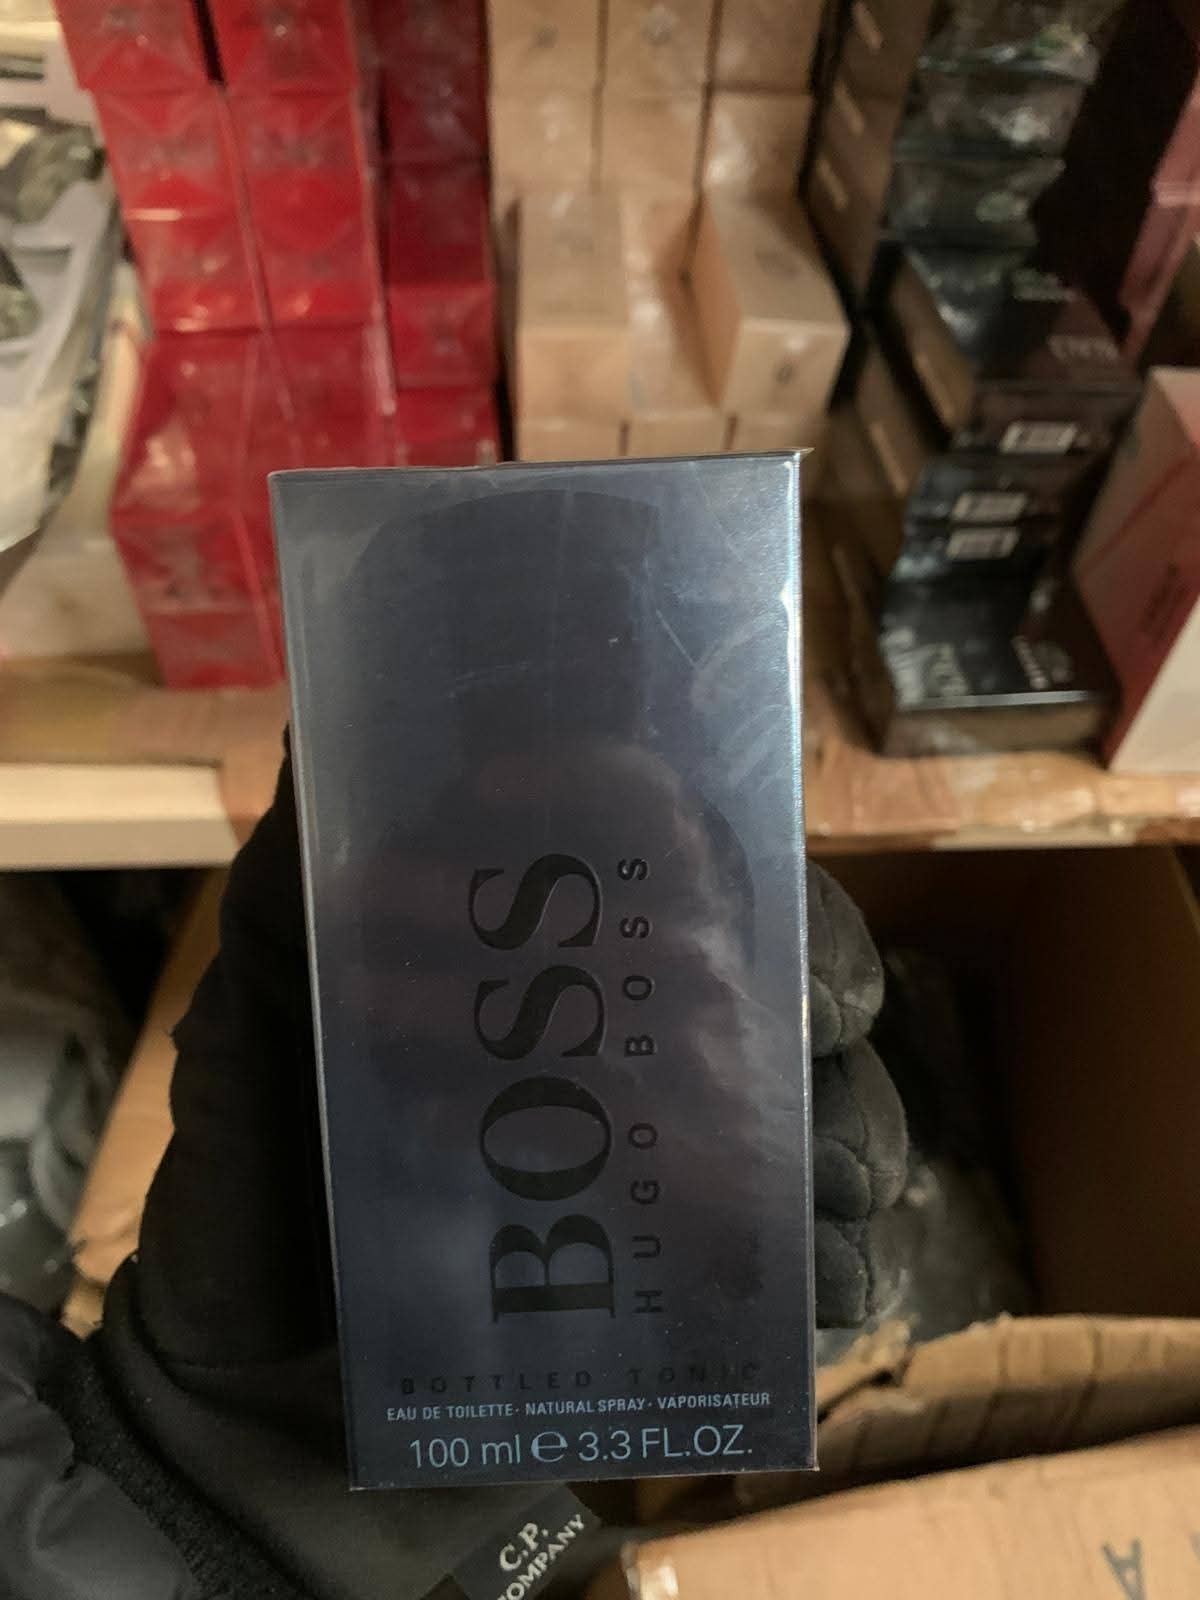 BOSS
HUGO BOSS
BOTTLED TONIC
EAU DE TOILETTE· NATURAL SPRAY· VAPORISATEUR
100 ml ℮ 3.3 FL.OZ.
C.P.
COMPANY